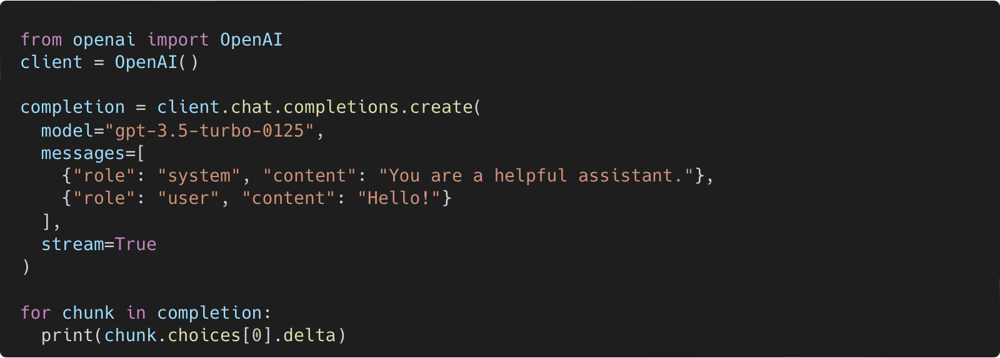 from openai import OpenAI
client = OpenAI()

completion = client.chat.completions.create(
  model="gpt-3.5-turbo-0125",
  messages=[
    {"role": "system", "content": "You are a helpful assistant."},
    {"role": "user", "content": "Hello!"}
  ],
  stream=True
)

for chunk in completion:
  print(chunk.choices[0].delta)